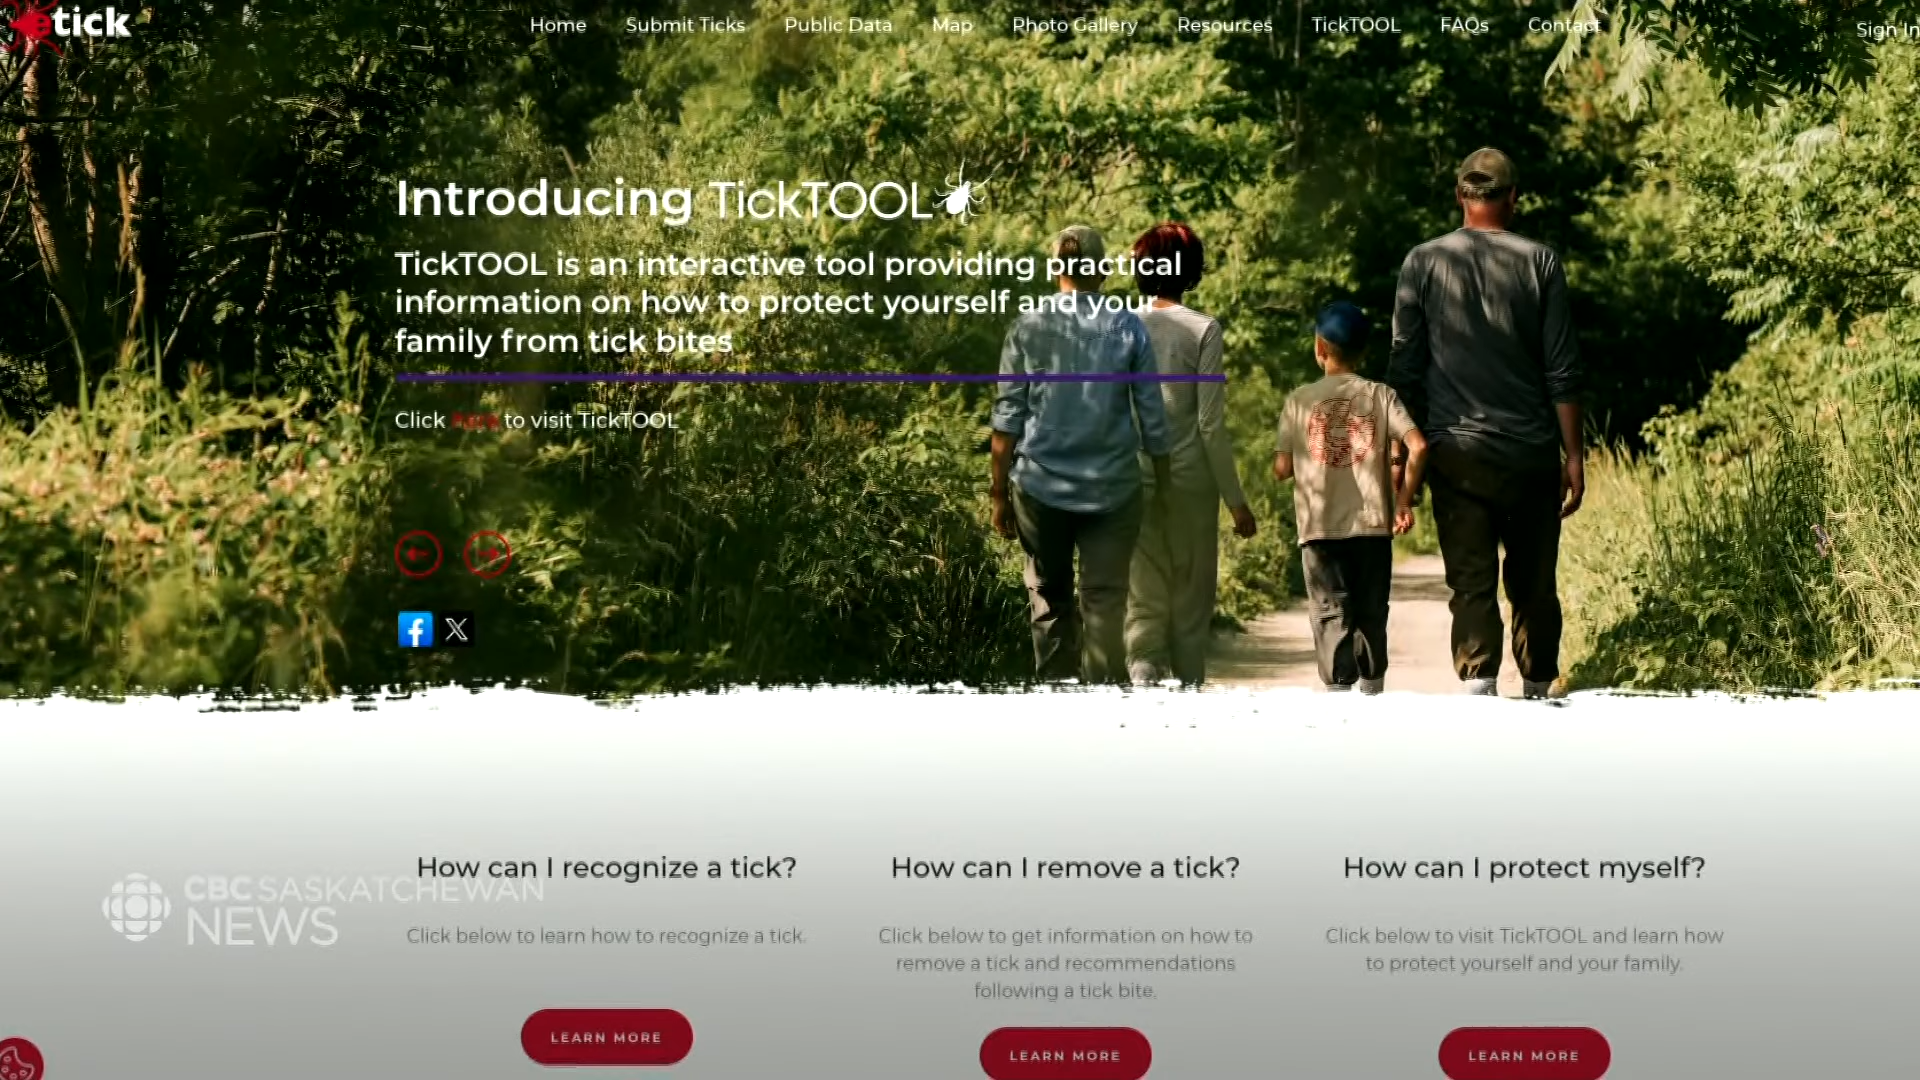 etick
Home Submit Ticks Public Data Map Photo Gallery Resources TickTOOL FAQs Contact Sign In
Introducing TickTOOL
TickTOOL is an interactive tool providing practical
information on how to protect yourself and your
family from tick bites
Click here to visit TickTOOL
How can I recognize a tick? How can I remove a tick? How can I protect myself?
CBC SASKATCHEWAN
NEWS
Click below to learn how to recognize a tick.
Click below to get information on how to
remove a tick and recommendations
following a tick bite.
Click below to visit TickTOOL and learn how
to protect yourself and your family.
LEARN MORE
LEARN MORE
LEARN MORE